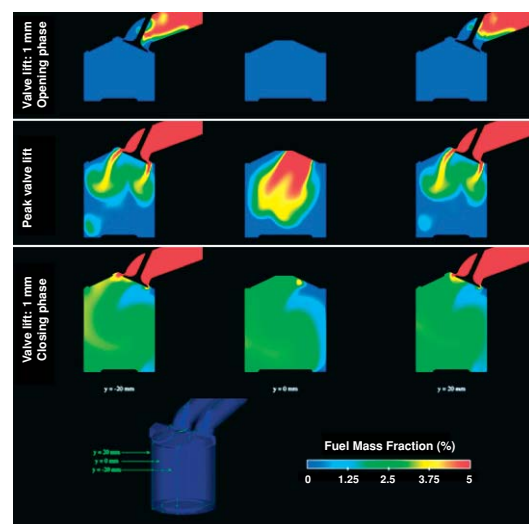 Valve lift: 1 mm
Opening phase
Peak valve lift
Valve lift: 1 mm
Closing phase
y = -20 mm
y = 0 mm
y = 20 mm
y = 20 mm
y = 0 mm
y = -20 mm
Fuel Mass Fraction (%)
0 1.25 2.5 3.75 5